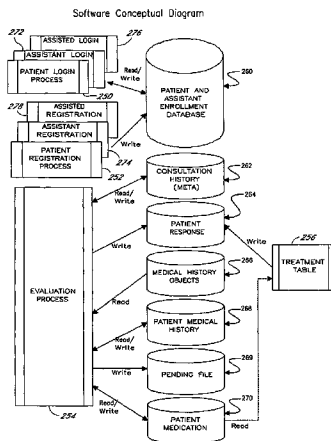 Software Conceptual Diagram
272
276
ASSISTED LOGIN
ASSISTANT LOGIN
PATIENT LOGIN
PROCESS
250
278
ASSISTED
REGISTRATION
ASSISTANT
REGISTRATION
PATIENT
REGISTRATION
PROCESS
274
252
Read/
Write
Write
PATIENT AND
ASSISTANT
ENROLLMENT
DATABASE
260
Read/
Write
CONSULTATION
HISTORY
(META)
262
264
Write
PATIENT
RESPONSE
Write
256
TREATMENT
TABLE
MEDICAL HISTORY
OBJECTS
266
Read
EVALUATION
PROCESS
Read/
Write
PATIENT MEDICAL
HISTORY
268
Write
PENDING FILE
269
Read/
Write
PATIENT
MEDICATION
270
Read
254